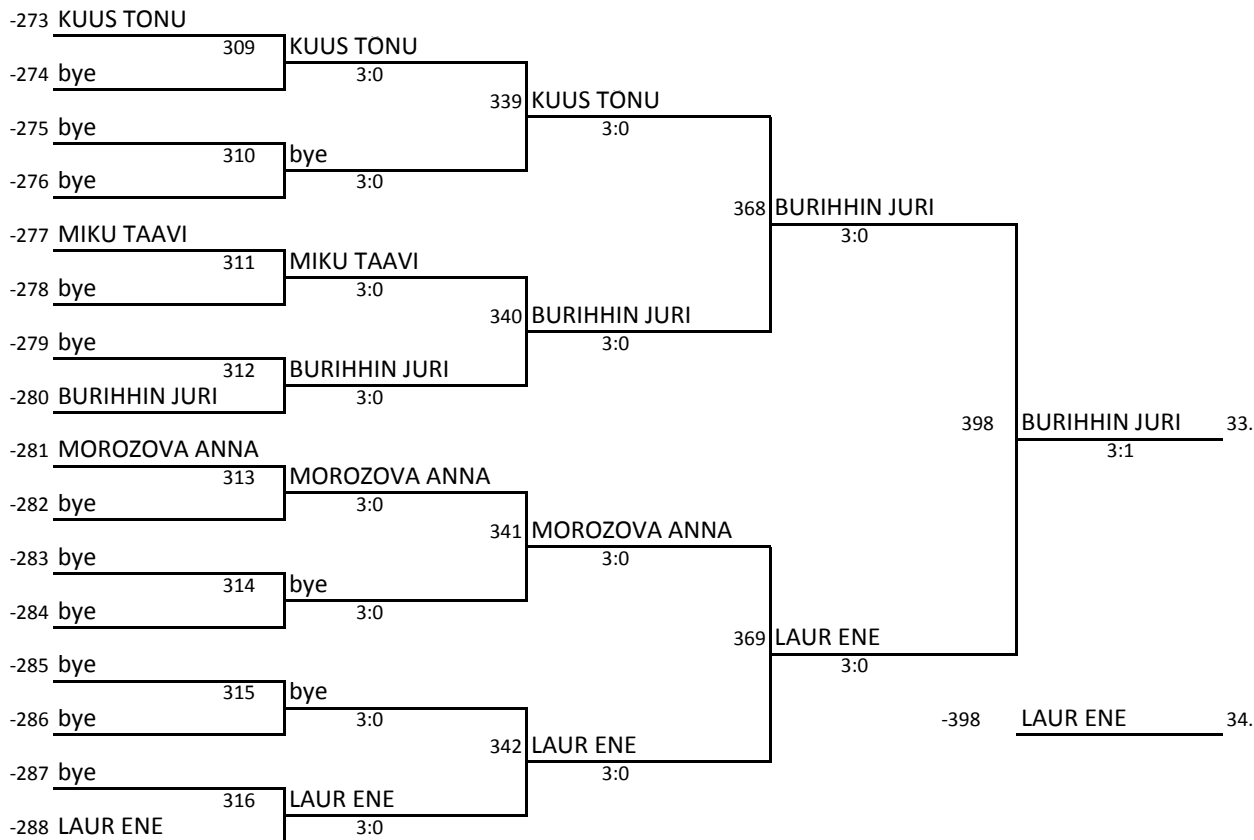 -273 KUUS TONU
309 KUUS TONU
-274 bye 3:0
339 KUUS TONU
-275 bye 3:0
310 bye
-276 bye 3:0
368 BURIHHIN JURI
-277 MIKU TAAVI 3:0
311 MIKU TAAVI
-278 bye 3:0
340 BURIHHIN JURI
-279 bye 3:0
312 BURIHHIN JURI
-280 BURIHHIN JURI 3:0
398 BURIHHIN JURI 33.
-281 MOROZOVA ANNA 3:1
313 MOROZOVA ANNA
-282 bye 3:0
341 MOROZOVA ANNA
-283 bye 3:0
314 bye
-284 bye 3:0
369 LAUR ENE
-285 bye 3:0
315 bye
-286 bye 3:0 -398 LAUR ENE 34.
342 LAUR ENE
-287 bye 3:0
316 LAUR ENE
-288 LAUR ENE 3:0